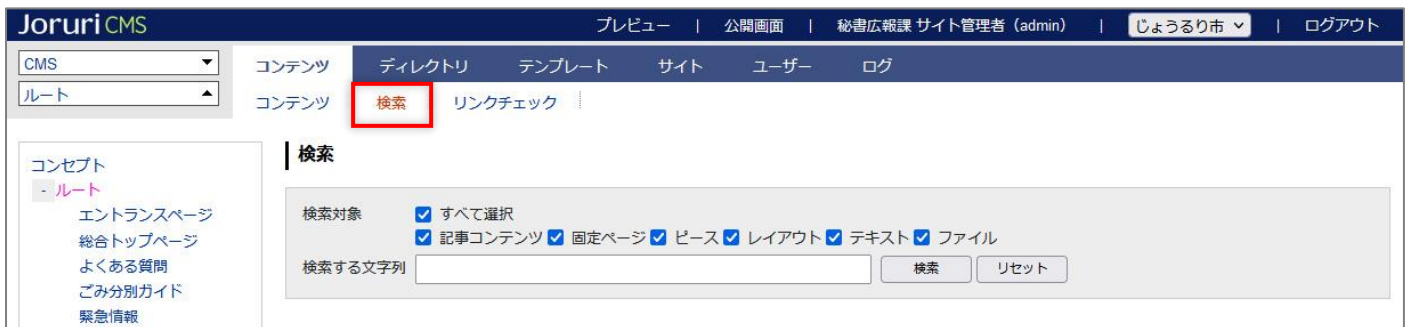 Joruri CMS プレビュー | 公開画面 | 秘書広報課 サイト管理者（admin） | じょうるり市 | ログアウト
CMS コンテンツ ディレクトリ テンプレート サイト ユーザー ログ
ルート コンテンツ 検索 リンクチェック
コンセプト
- ルート
エントランスページ
総合トップページ
よくある質問
ごみ分別ガイド
緊急情報
検索
検索対象 すべて選択
記事コンテンツ 固定ページ ピース レイアウト テキスト ファイル
検索する文字列 検索 リセット